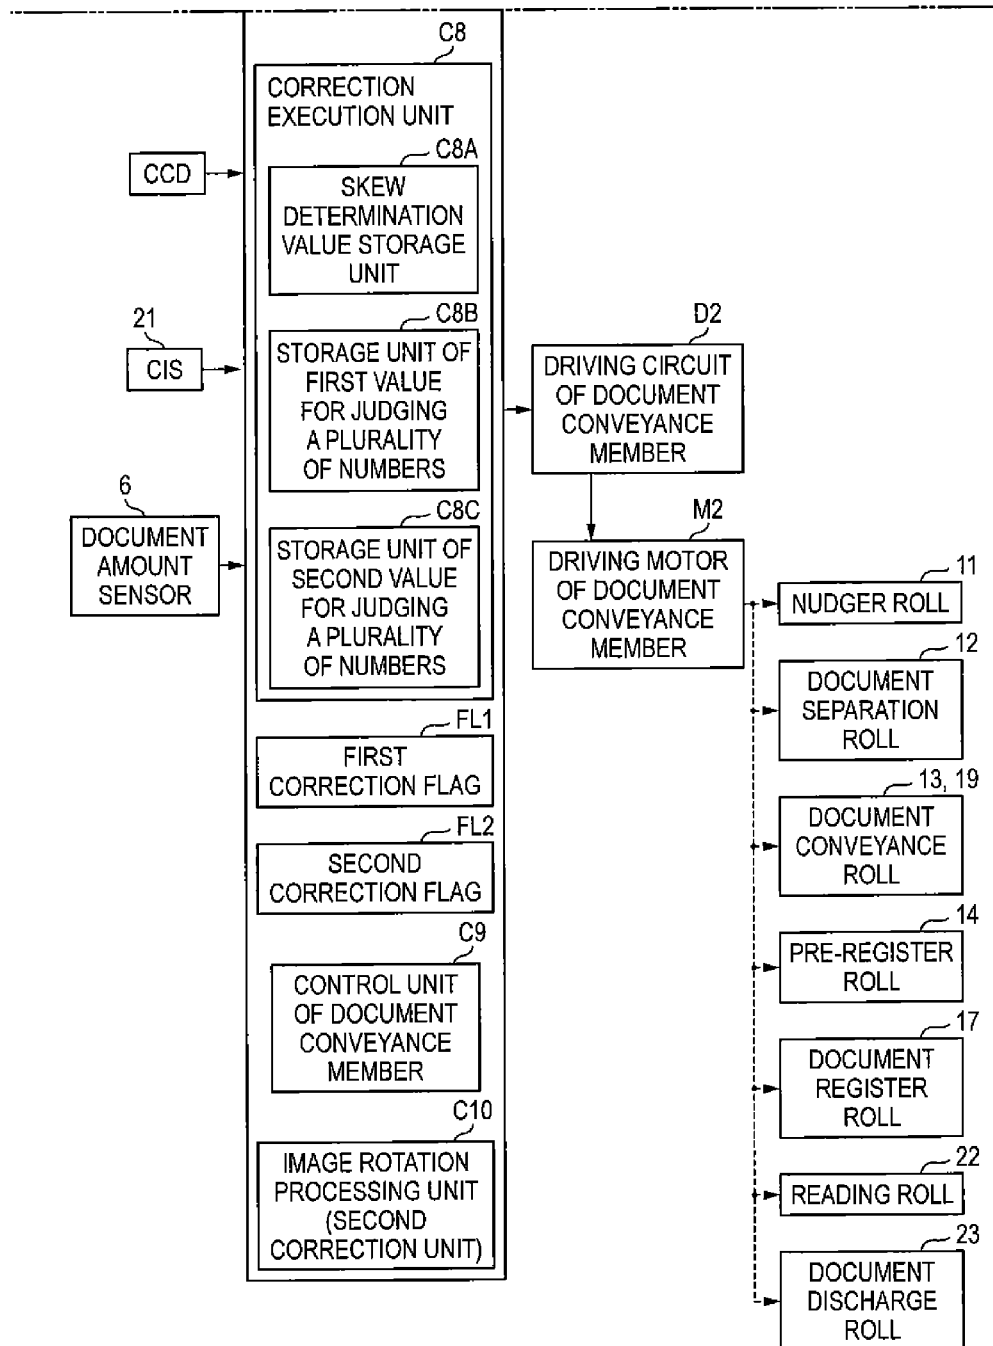 C8
CORRECTION
EXECUTION UNIT
C8A
SKEW
DETERMINATION
VALUE STORAGE
UNIT
C8B
STORAGE UNIT OF
FIRST VALUE
FOR JUDGING
A PLURALITY
OF NUMBERS
C8C
STORAGE UNIT OF
SECOND VALUE
FOR JUDGING
A PLURALITY
OF NUMBERS
FL1
FIRST
CORRECTION FLAG
FL2
SECOND
CORRECTION FLAG
C9
CONTROL UNIT
OF DOCUMENT
CONVEYANCE
MEMBER
C10
IMAGE ROTATION
PROCESSING UNIT
(SECOND
CORRECTION UNIT)
CCD
21
CIS
6
DOCUMENT
AMOUNT
SENSOR
D2
DRIVING CIRCUIT
OF DOCUMENT
CONVEYANCE
MEMBER
M2
DRIVING MOTOR
OF DOCUMENT
CONVEYANCE
MEMBER
11
NUDGER ROLL
12
DOCUMENT
SEPARATION
ROLL
13, 19
DOCUMENT
CONVEYANCE
ROLL
14
PRE-REGISTER
ROLL
17
DOCUMENT
REGISTER
ROLL
22
READING ROLL
23
DOCUMENT
DISCHARGE
ROLL